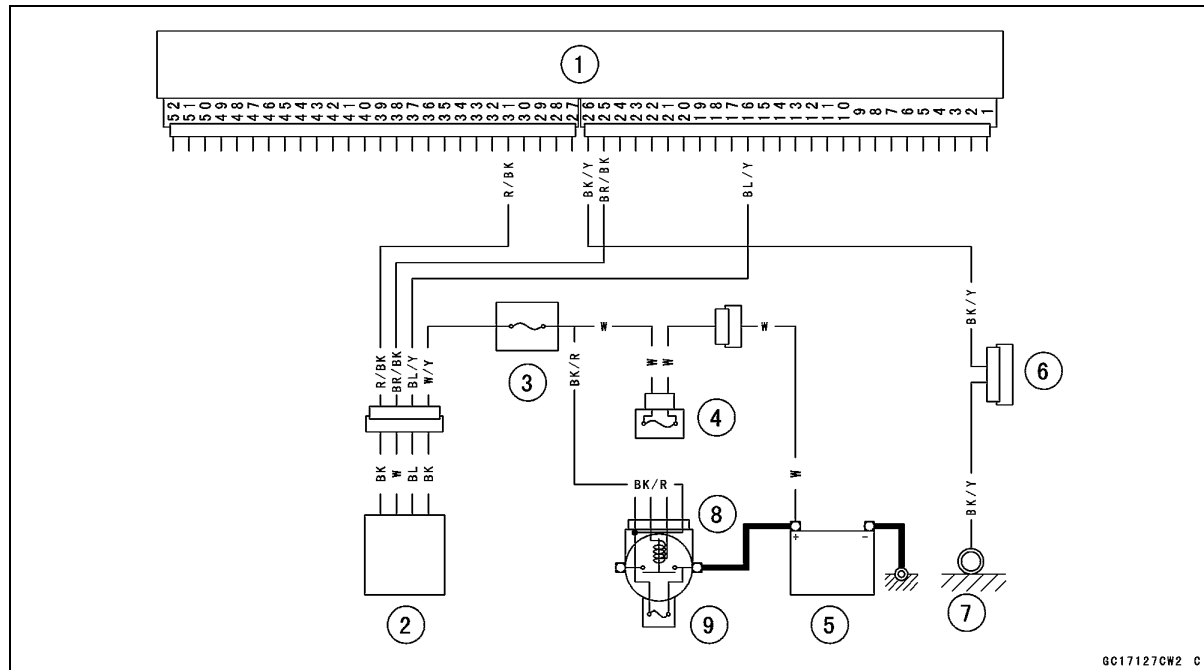 1
52 51 50 49 48 47 46 45 44 43 42 41 40 39 38 37 36 35 34 33 32 31 30 29 28 27 26 25 24 23 22 21 20 19 18 17 16 15 14 13 12 11 10 9 8 7 6 5 4 3 2 1
R/BK BK/Y BR/BK BL/Y
BK/Y
W W
R/BK BR/BK BL/Y W/Y BK/R W W
3 6
4
BK W BL BK W
BK/R BK/Y
8
+ -
2 9 5 7
GC17127CW2 C